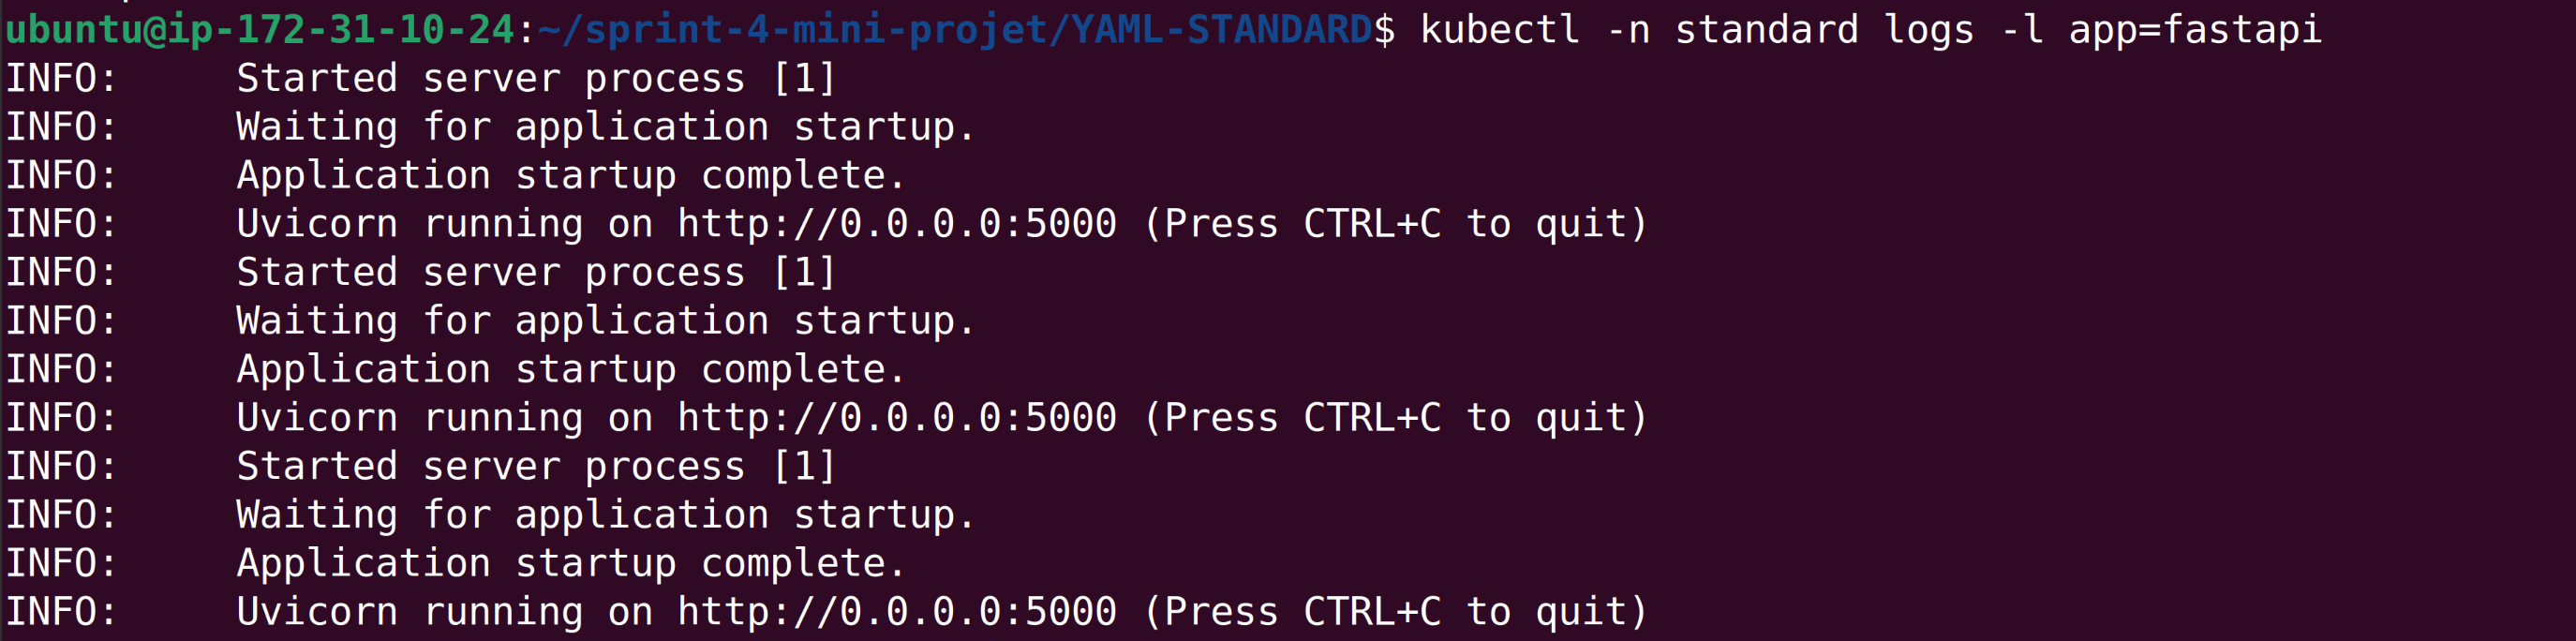 ubuntu@ip-172-31-10-24:~/sprint-4-mini-projet/YAML-STANDARD$ kubectl -n standard logs -l app=fastapi
INFO:     Started server process [1]
INFO:     Waiting for application startup.
INFO:     Application startup complete.
INFO:     Uvicorn running on http://0.0.0.0:5000 (Press CTRL+C to quit)
INFO:     Started server process [1]
INFO:     Waiting for application startup.
INFO:     Application startup complete.
INFO:     Uvicorn running on http://0.0.0.0:5000 (Press CTRL+C to quit)
INFO:     Started server process [1]
INFO:     Waiting for application startup.
INFO:     Application startup complete.
INFO:     Uvicorn running on http://0.0.0.0:5000 (Press CTRL+C to quit)